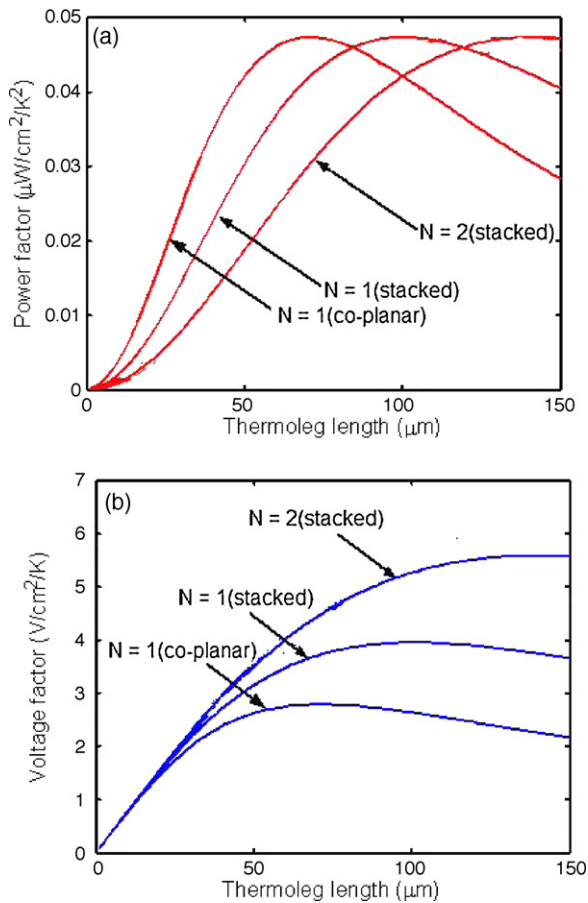 (a)
0.05
0.04
0.03
0.02
0.01
0
Power factor (μW/cm²/K²)
N = 2(stacked)
N = 1(stacked)
N = 1(co-planar)
0 50 100 150
Thermoleg length (μm)
(b)
7
6
5
4
3
2
1
0
Voltage factor (V/cm²/K)
N = 2(stacked)
N = 1(stacked)
N = 1(co-planar)
0 50 100 150
Thermoleg length (μm)